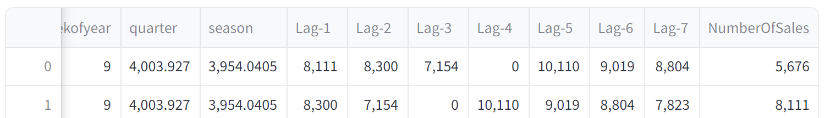 ekofyear quarter season Lag-1 Lag-2 Lag-3 Lag-4 Lag-5 Lag-6 Lag-7 NumberOfSales
0 9 4,003.927 3,954.0405 8,111 8,300 7,154 0 10,110 9,019 8,804 5,676
1 9 4,003.927 3,954.0405 8,300 7,154 0 10,110 9,019 8,804 7,823 8,111